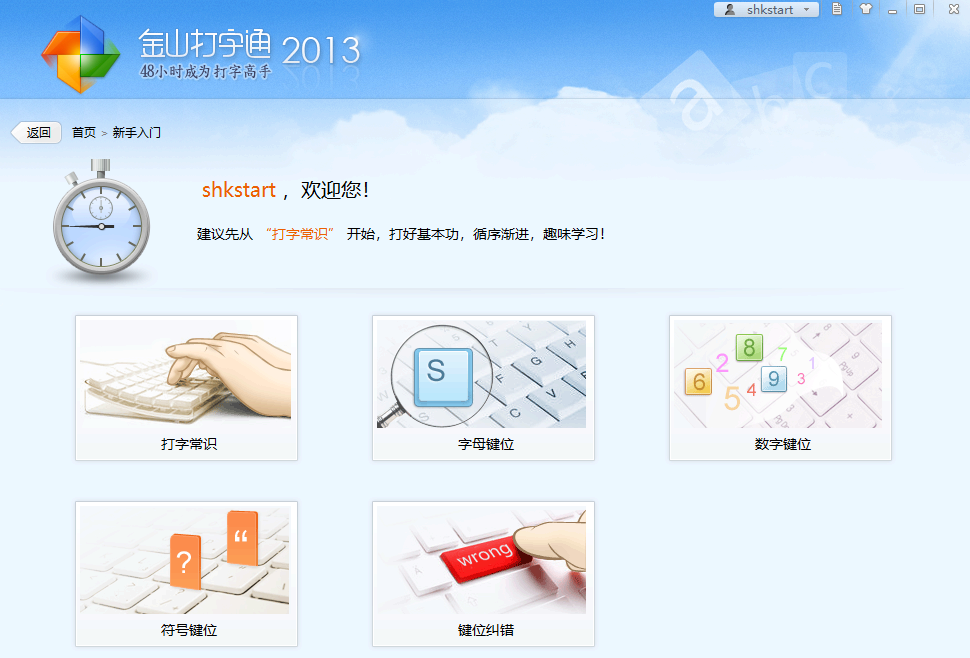 shkstart
金山打字通 2013
48小时成为打字高手
a b c
返回 首页 > 新手入门
shkstart ，欢迎您！
建议先从 “打字常识” 开始，打好基本功，循序渐进，趣味学习！
S
F G H
C V
2 8 7 1
6 5 4 9 3
打字常识 字母键位 数字键位
? “
wrong
符号键位 键位纠错